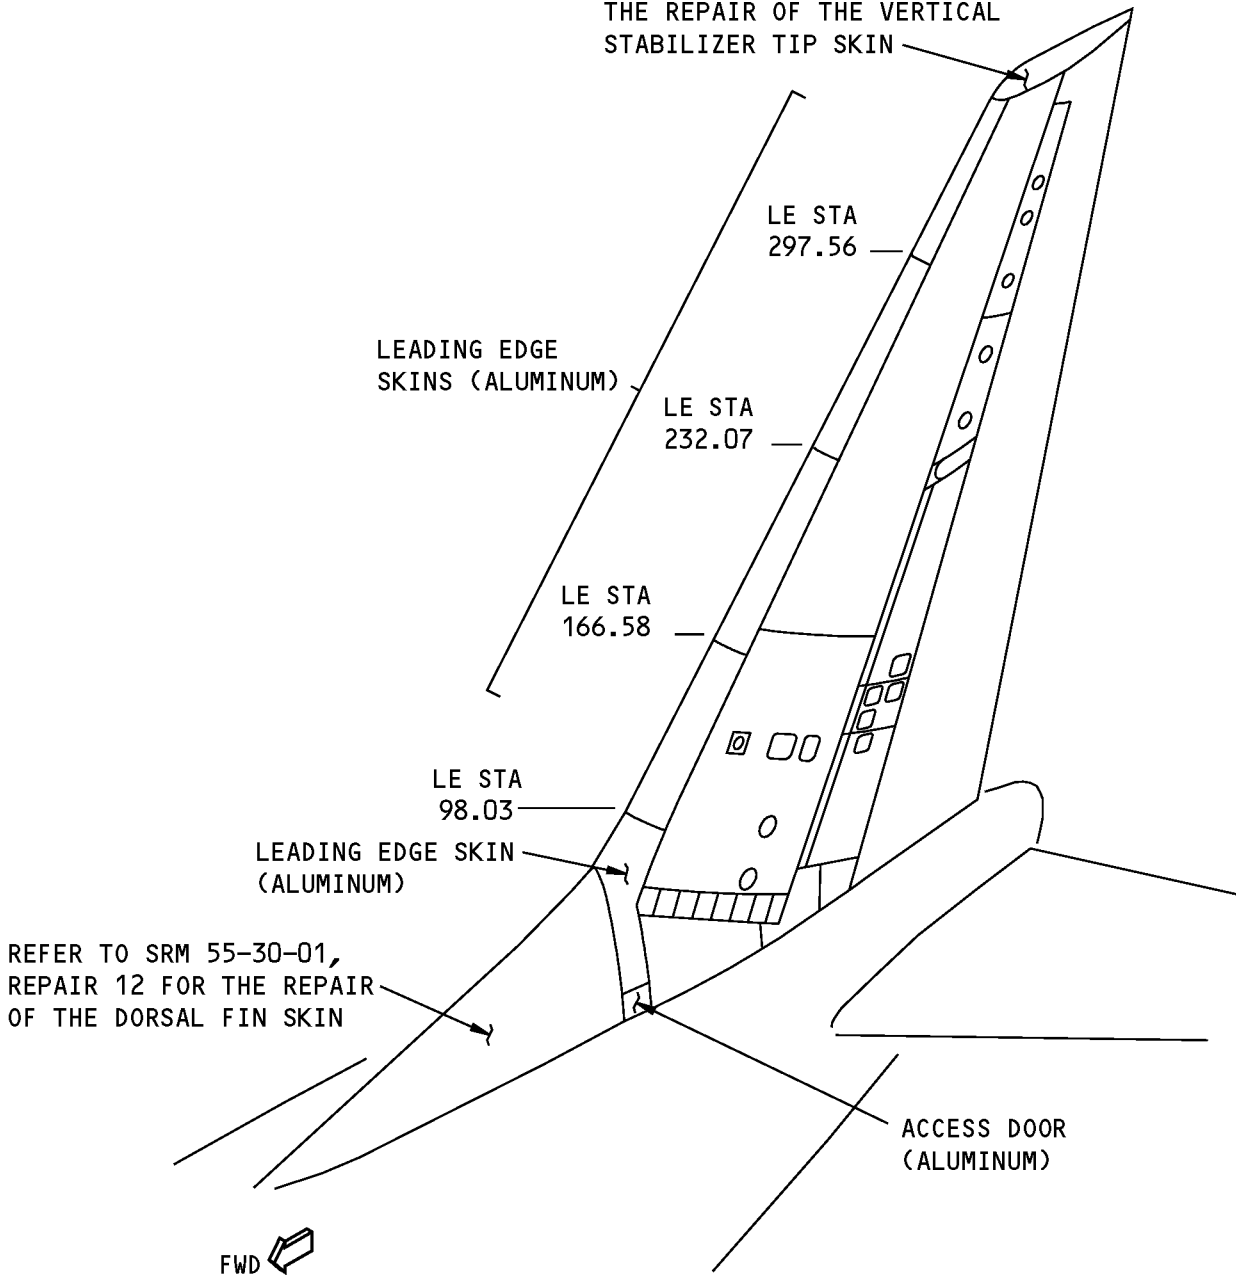 THE REPAIR OF THE VERTICAL
STABILIZER TIP SKIN
LE STA
297.56
LEADING EDGE
SKINS (ALUMINUM)
LE STA
232.07
LE STA
166.58
LE STA
98.03
LEADING EDGE SKIN
(ALUMINUM)
REFER TO SRM 55-30-01,
REPAIR 12 FOR THE REPAIR
OF THE DORSAL FIN SKIN
ACCESS DOOR
(ALUMINUM)
FWD